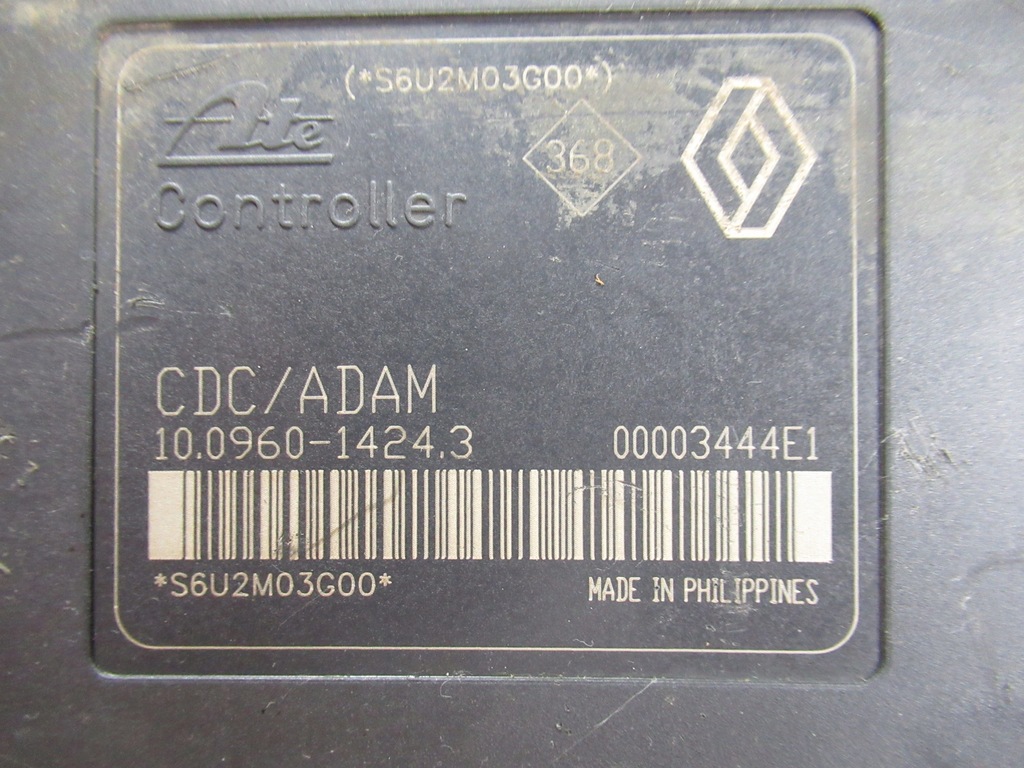 (*S6U2M03G00*)
Ate
368
Controller
CDC/ADAM
10.0960-1424.3 00003444E1
*S6U2M03G00*
MADE IN PHILIPPINES